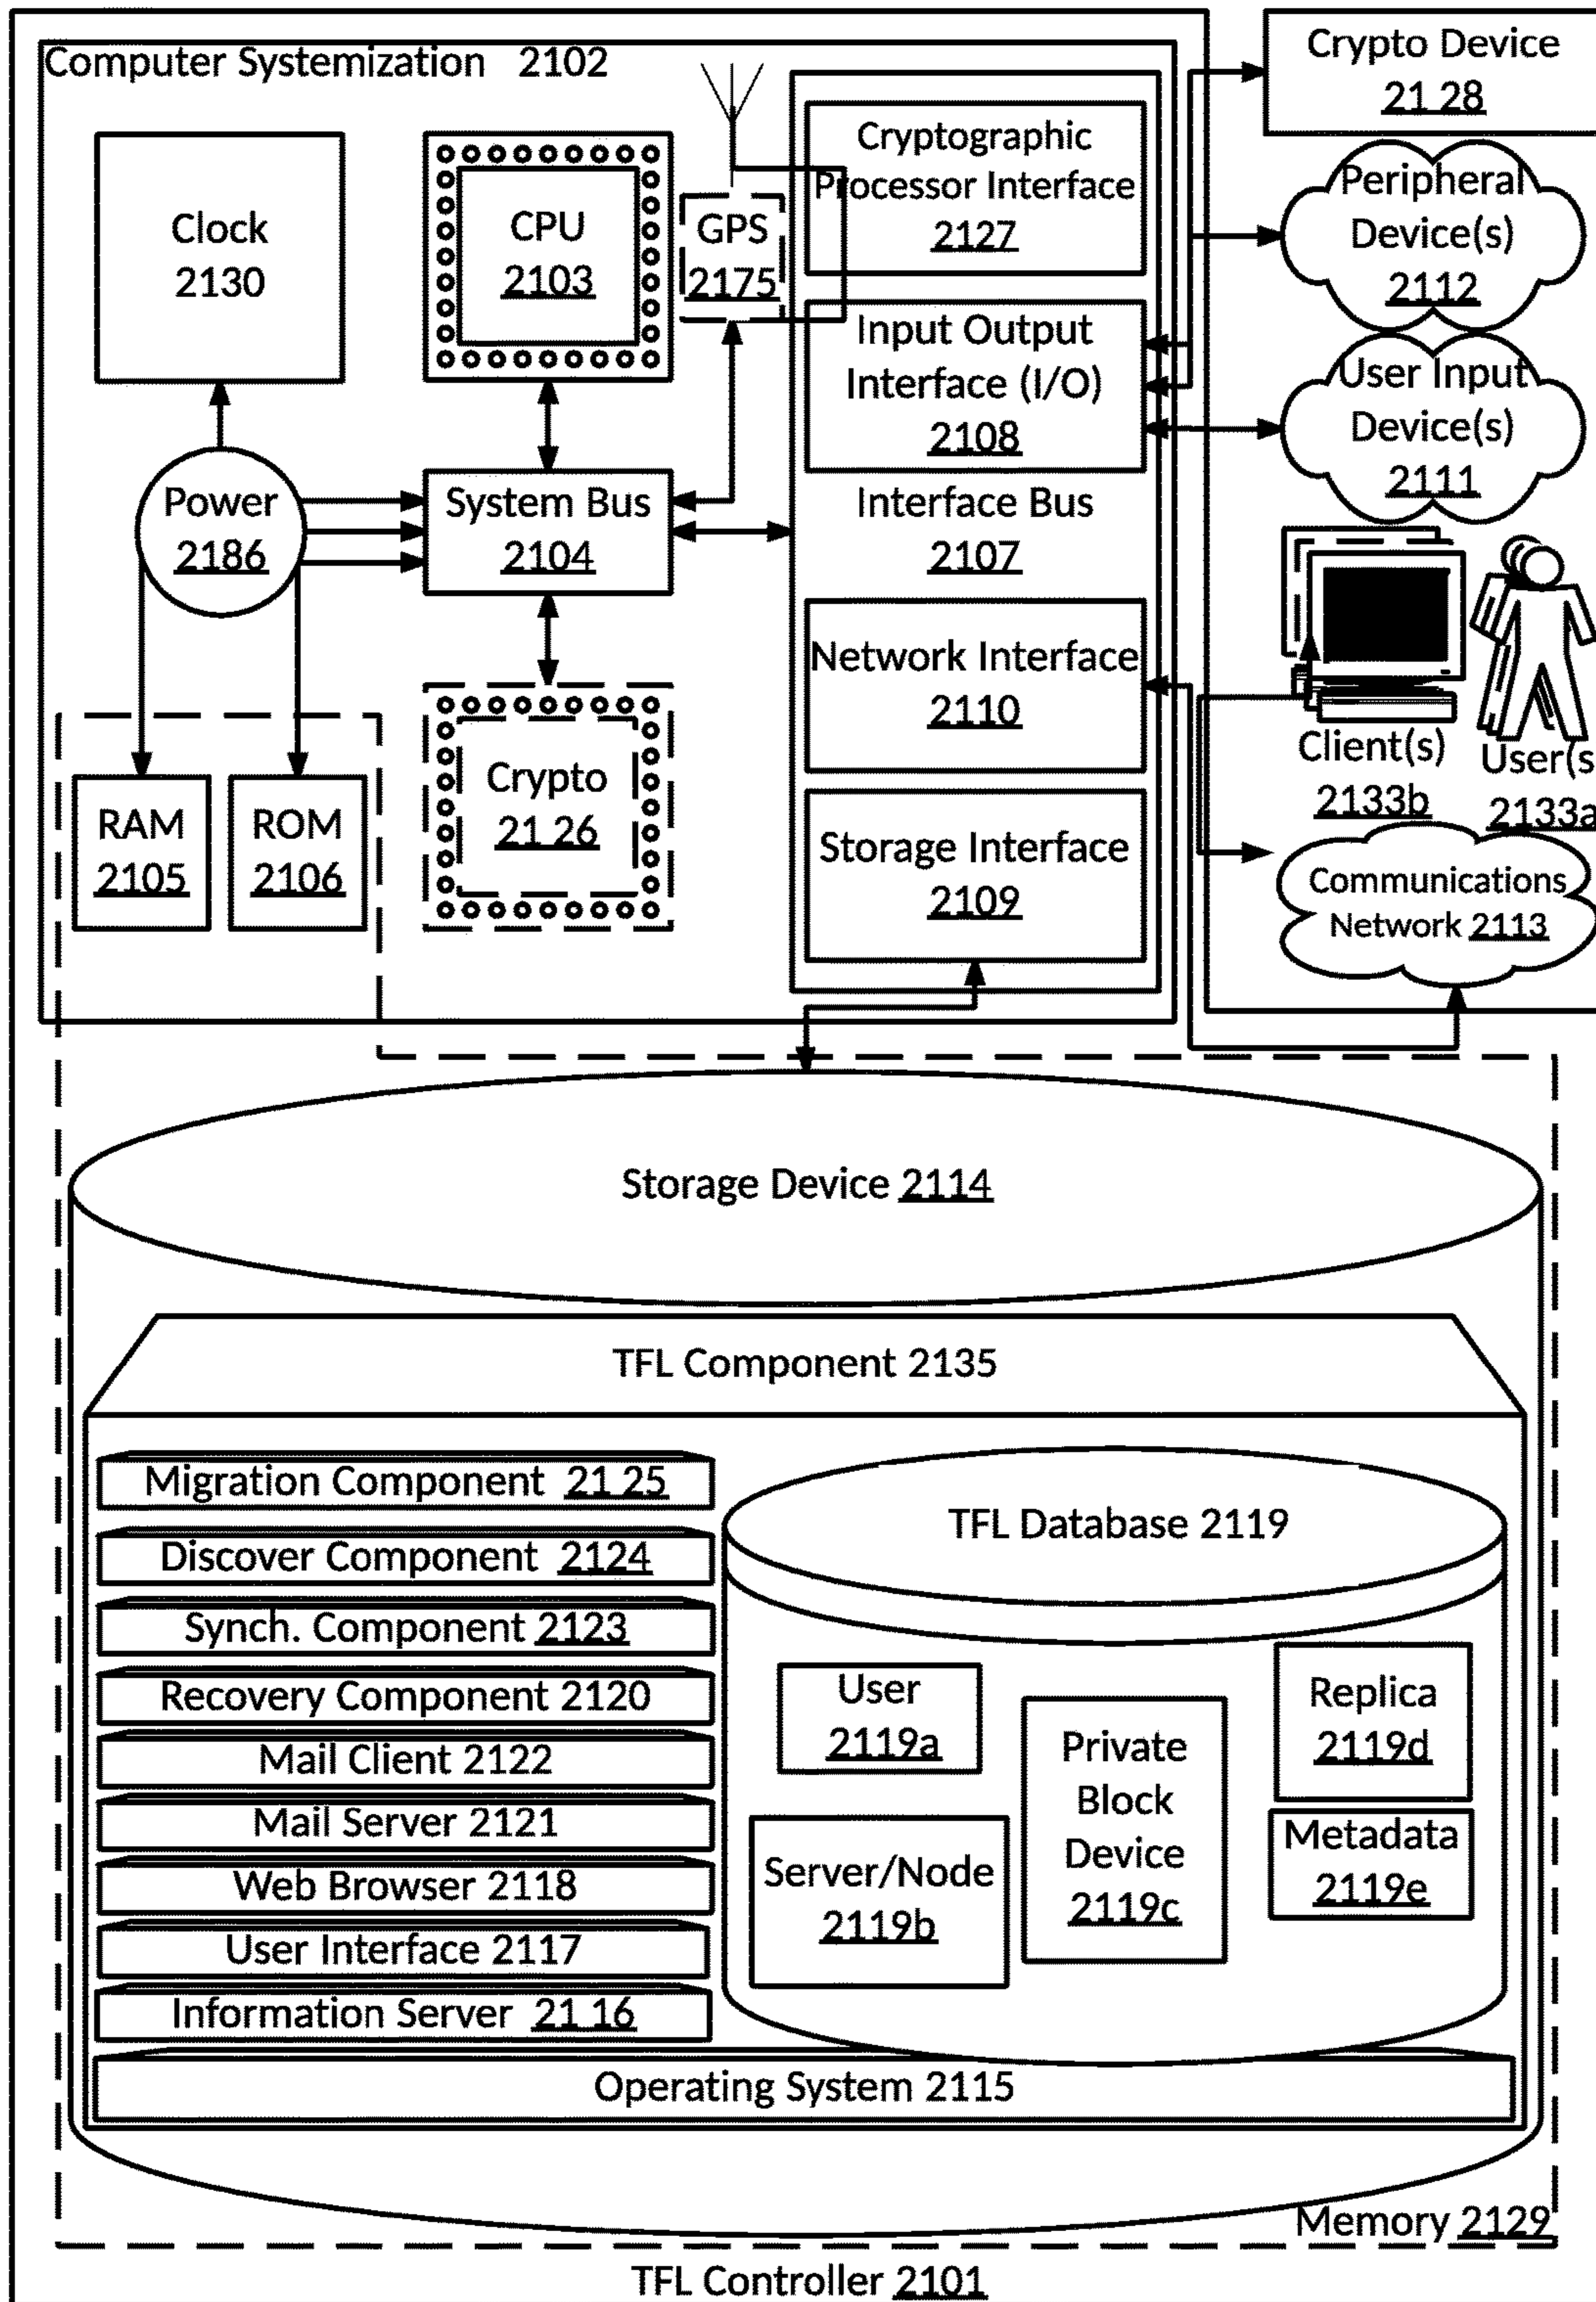 Computer Systemization 2102
Clock
2130
CPU
2103
GPS
2175
Cryptographic
Processor Interface
2127
Input Output
Interface (I/O)
2108
Interface Bus
2107
Network Interface
2110
Storage Interface
2109
Power
2186
System Bus
2104
RAM
2105
ROM
2106
Crypto
21 26
Crypto Device
21 28
Peripheral
Device(s)
2112
User Input
Device(s)
2111
Client(s)
2133b
User(s
2133a
Communications
Network 2113
Storage Device 2114
TFL Component 2135
Migration Component 21 25
Discover Component 2124
Synch. Component 2123
Recovery Component 2120
Mail Client 2122
Mail Server 2121
Web Browser 2118
User Interface 2117
Information Server 21 16
TFL Database 2119
User
2119a
Server/Node
2119b
Private
Block
Device
2119c
Replica
2119d
Metadata
2119e
Operating System 2115
Memory 2129
TFL Controller 2101